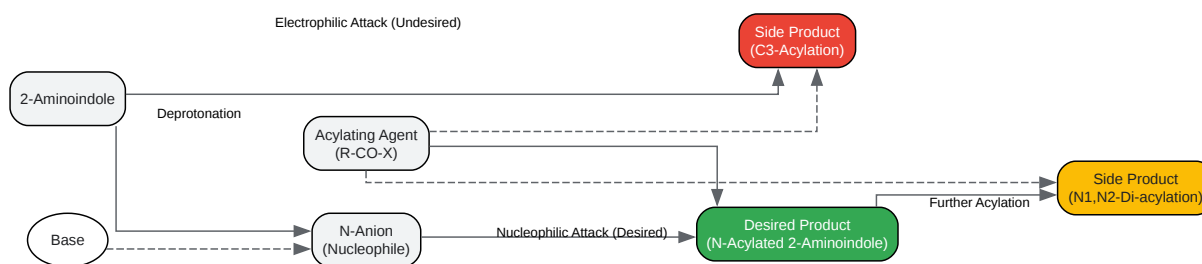 Electrophilic Attack (Undesired)
Side Product
(C3-Acylation)
2-Aminoindole
Deprotonation
Acylating Agent
(R-CO-X)
Side Product
(N1,N2-Di-acylation)
Further Acylation
Base
N-Anion
(Nucleophile)
Nucleophilic Attack (Desired)
Desired Product
(N-Acylated 2-Aminoindole)